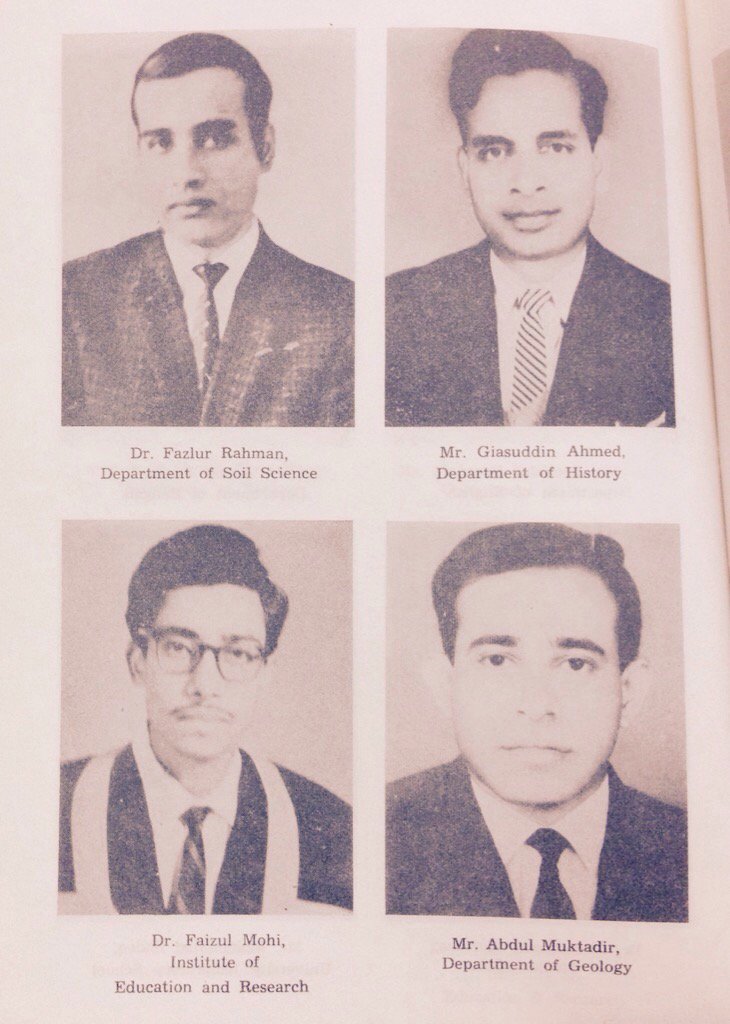 Dr. Fazlur Rahman,
Department of Soil Science
Mr. Giasuddin Ahmed,
Department of History
Dr. Faizul Mohi,
Institute of
Education and Research
Mr. Abdul Muktadir,
Department of Geology